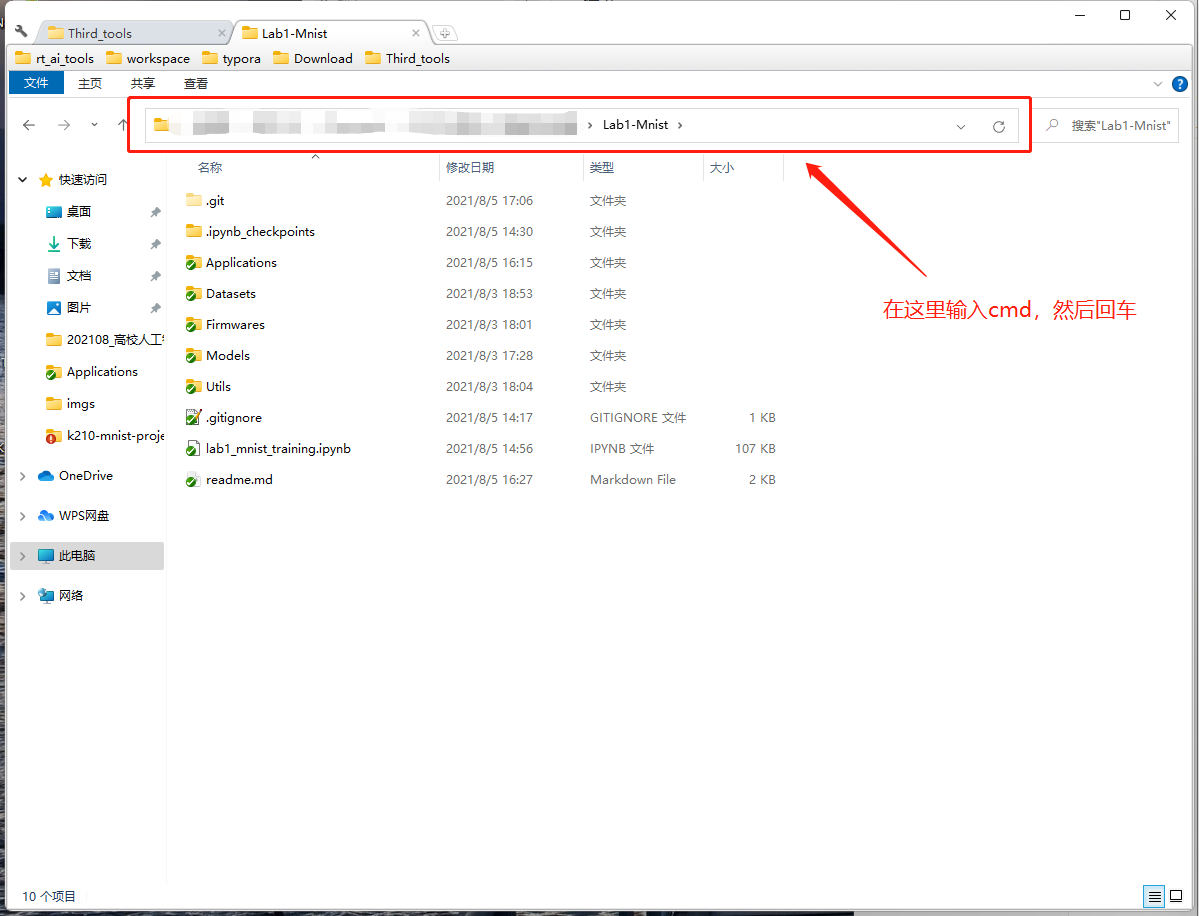 Third_tools
Lab1-Mnist
rt_ai_tools
workspace
typora
Download
Third_tools
文件
主页
共享
查看
Lab1-Mnist
搜索"Lab1-Mnist"
名称
修改日期
类型
大小
快速访问
桌面
下载
文档
图片
202108_高校人工
Applications
imgs
k210-mnist-proje
OneDrive
WPS网盘
此电脑
网络
.git 2021/8/5 17:06 文件夹
.ipynb_checkpoints 2021/8/5 14:30 文件夹
Applications 2021/8/5 16:15 文件夹
Datasets 2021/8/3 18:53 文件夹
Firmwares 2021/8/3 18:01 文件夹
Models 2021/8/3 17:28 文件夹
Utils 2021/8/3 18:04 文件夹
.gitignore 2021/8/5 14:17 GITIGNORE 文件 1 KB
lab1_mnist_training.ipynb 2021/8/5 14:56 IPYNB 文件 107 KB
readme.md 2021/8/5 16:27 Markdown File 2 KB
在这里输入cmd，然后回车
10 个项目